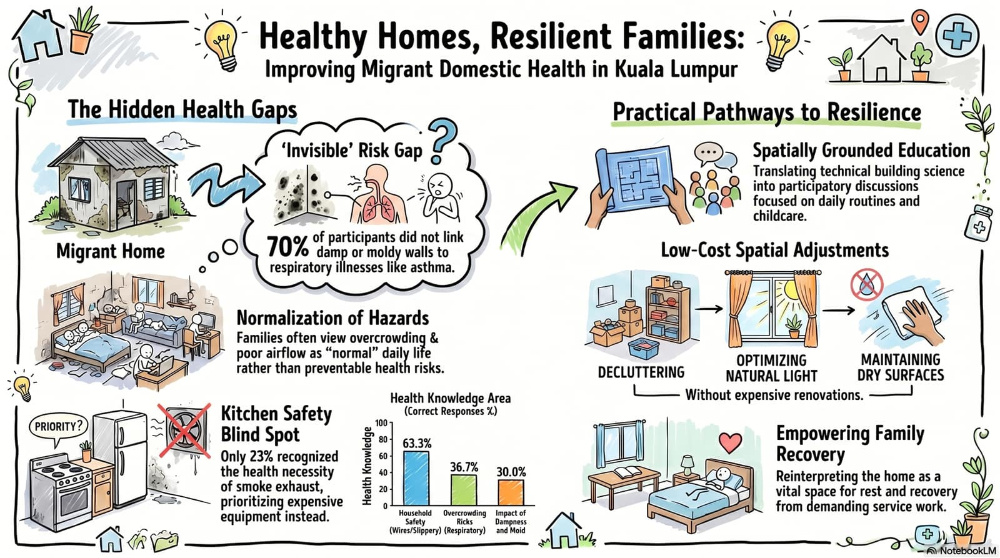 Healthy Homes, Resilient Families:
Improving Migrant Domestic Health in Kuala Lumpur
The Hidden Health Gaps
Migrant Home
‘Invisible’ Risk Gap
?
70% of participants did not link
damp or moldy walls to
respiratory illnesses like asthma.
Normalization of Hazards
Families often view overcrowding &
poor airflow as “normal” daily life
rather than preventable health risks.
PRIORITY?
Kitchen Safety
Blind Spot
Only 23% recognized
the health necessity
of smoke exhaust,
prioritizing expensive
equipment instead.
Health Knowledge Area
(Correct Responses %)
Health Knowledge
100
80
60
40
20
0
63.3%
36.7%
30.0%
Household
Safety
(Wires/Slippery)
Overcrowding
Ricks
(Respiratory)
Impact of
Dampness
and Moid
Practical Pathways to Resilience
Spatially Grounded Education
Translating technical building science
into participatory discussions
focused on daily routines and
childcare.
Low-Cost Spatial Adjustments
DECLUTTERING
OPTIMIZING
NATURAL LIGHT
MAINTAINING
DRY SURFACES
Without expensive renovations.
Empowering Family
Recovery
Reinterpreting the home as a
vital space for rest and recovery
from demanding service work.
NotebookLM